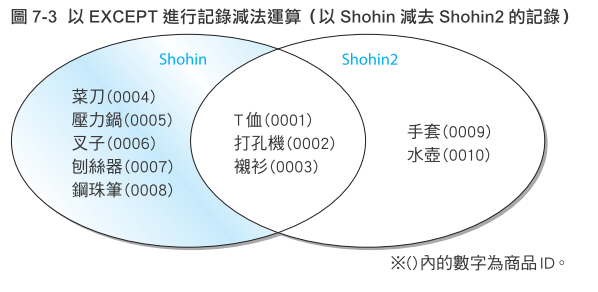 圖 7-3 以 EXCEPT 進行記錄減法運算（以 Shohin 減去 Shohin2 的記錄）
Shohin
Shohin2
菜刀(0004)
壓力鍋(0005)
叉子(0006)
刨絲器(0007)
鋼珠筆(0008)
T 恤(0001)
打孔機(0002)
襯衫(0003)
手套(0009)
水壺(0010)
※()內的數字為商品 ID。